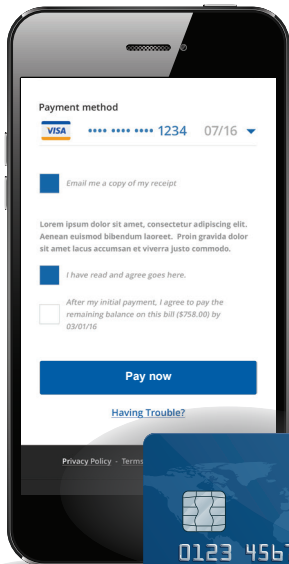 Payment method
VISA •••• •••• •••• 1234 07/16
Email me a copy of my receipt
Lorem ipsum dolor sit amet, consectetur adipiscing elit.
Aenean euismod bibendum laoreet. Proin gravida dolor
sit amet lacus accumsan et viverra justo commodo.
I have read and agree goes here.
After my initial payment, I agree to pay the
remaining balance on this bill ($758.00) by
03/01/16
Pay now
Having Trouble?
Privacy Policy - Terms
0123 4567